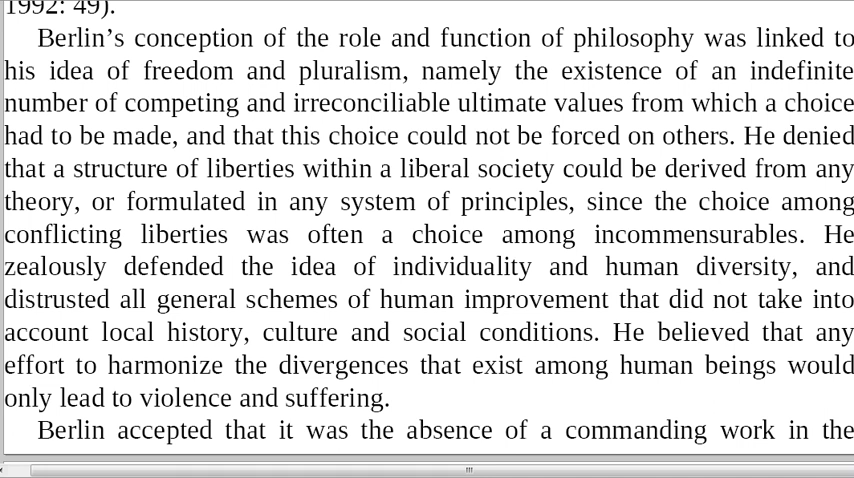 1992: 49).
Berlin’s conception of the role and function of philosophy was linked to
his idea of freedom and pluralism, namely the existence of an indefinite
number of competing and irreconciliable ultimate values from which a choice
had to be made, and that this choice could not be forced on others. He denied
that a structure of liberties within a liberal society could be derived from any
theory, or formulated in any system of principles, since the choice among
conflicting liberties was often a choice among incommensurables. He
zealously defended the idea of individuality and human diversity, and
distrusted all general schemes of human improvement that did not take into
account local history, culture and social conditions. He believed that any
effort to harmonize the divergences that exist among human beings would
only lead to violence and suffering.
Berlin accepted that it was the absence of a commanding work in the